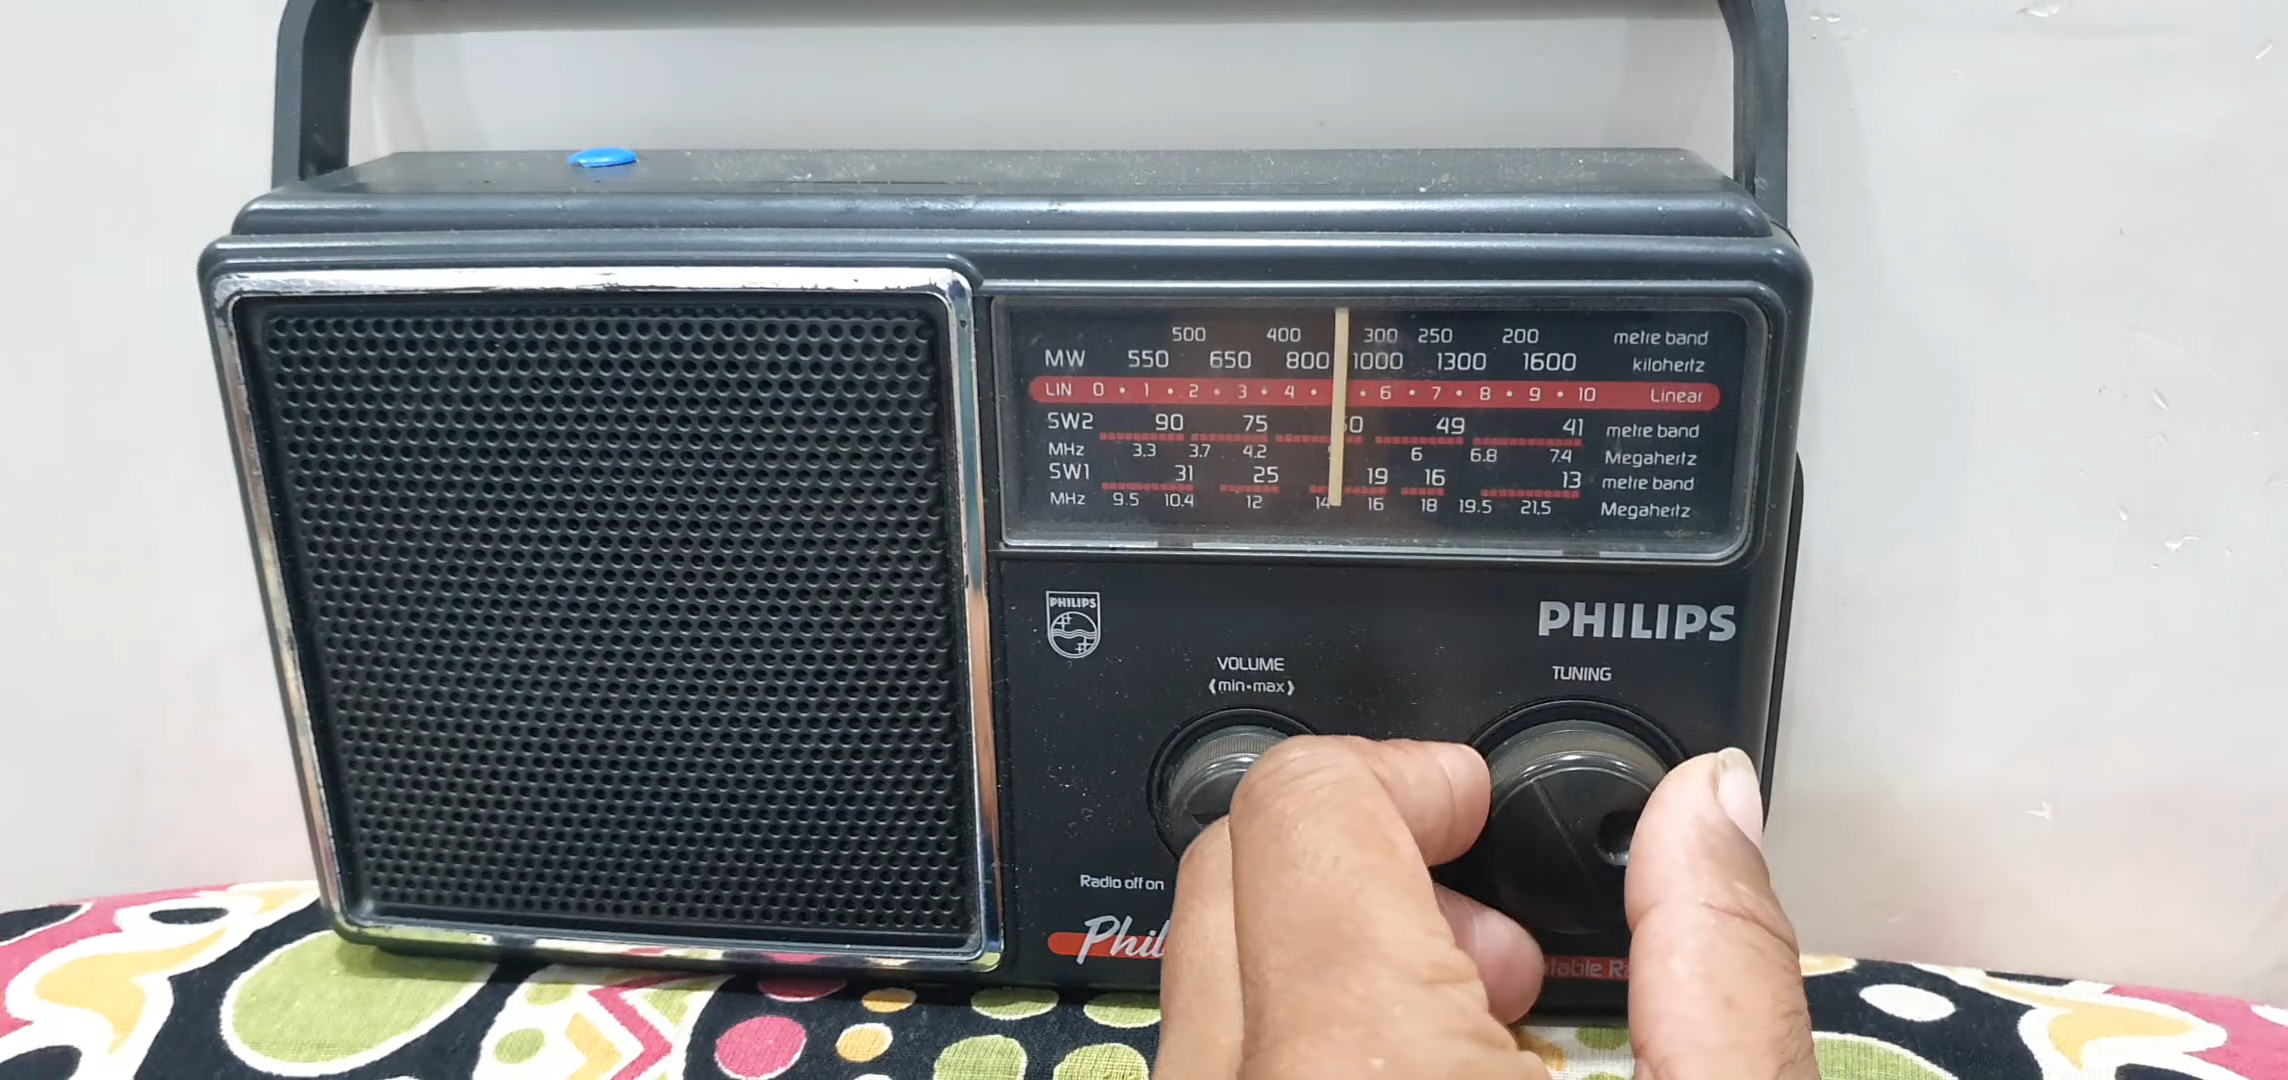 500 400 300 250 200 metre band
MW 550 650 800 1000 1300 1600 kilohertz
LIN 0 • 1 • 2 • 3 • 4 • • 6 • 7 • 8 • 9 • 10 Linear
SW2 90 75 60 49 41 metre band
MHz 3.3 3.7 4.2 6 6.8 7.4 Megahertz
SW1 31 25 19 16 13 metre band
MHz 9.5 10.4 12 14 16 18 19.5 21.5 Megahertz
PHILIPS
PHILIPS
VOLUME
(min•max)
TUNING
Radio off on